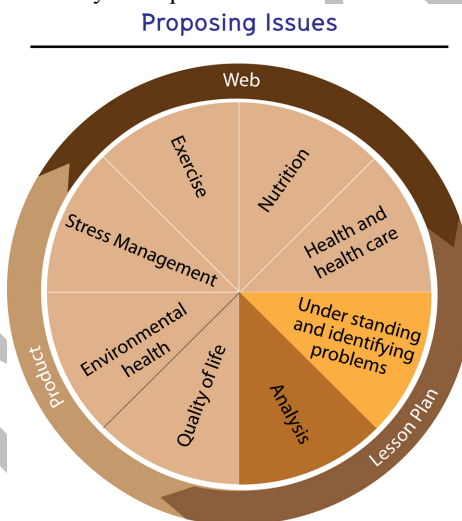 Proposing Issues
Web
Exercise
Nutrition
Stress Management
Health and
health care
Under standing
and identifying
problems
Environmental
health
Quality of life
Analysis
Product
Lesson Plan